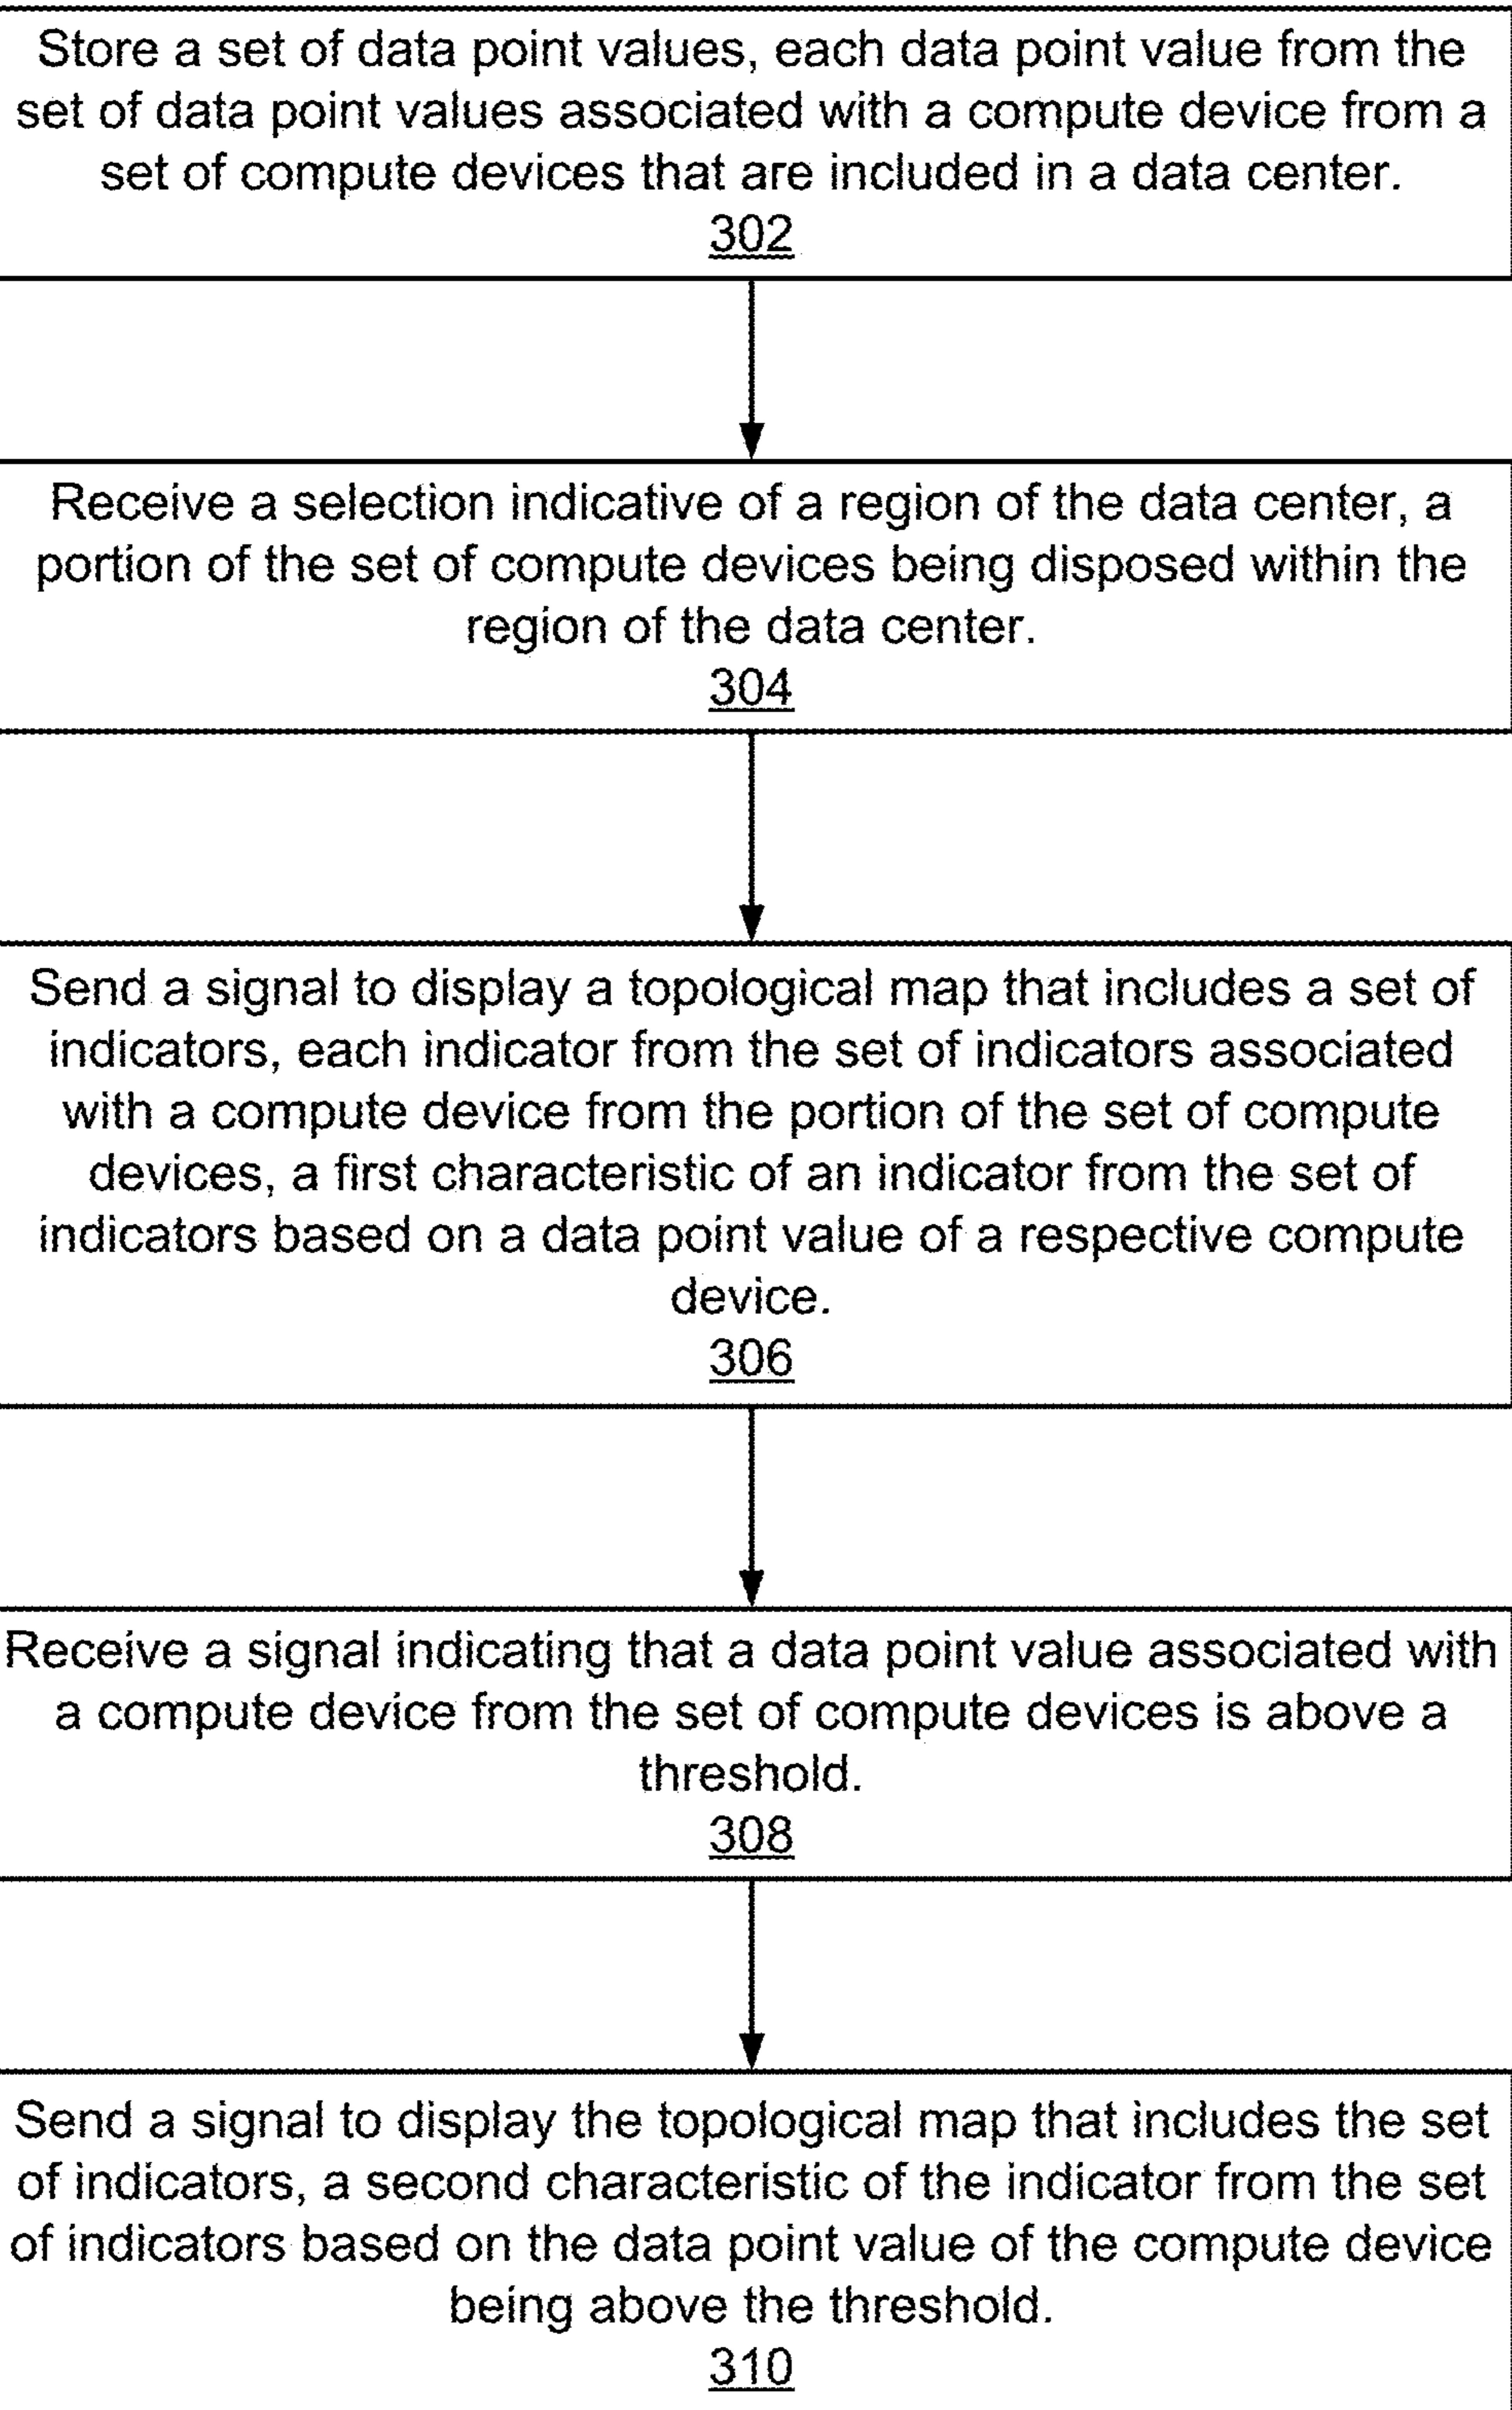 Store a set of data point values, each data point value from the
set of data point values associated with a compute device from a
set of compute devices that are included in a data center.
302
Receive a selection indicative of a region of the data center, a
portion of the set of compute devices being disposed within the
region of the data center.
304
Send a signal to display a topological map that includes a set of
indicators, each indicator from the set of indicators associated
with a compute device from the portion of the set of compute
devices, a first characteristic of an indicator from the set of
indicators based on a data point value of a respective compute
device.
306
Receive a signal indicating that a data point value associated with
a compute device from the set of compute devices is above a
threshold.
308
Send a signal to display the topological map that includes the set
of indicators, a second characteristic of the indicator from the set
of indicators based on the data point value of the compute device
being above the threshold.
310